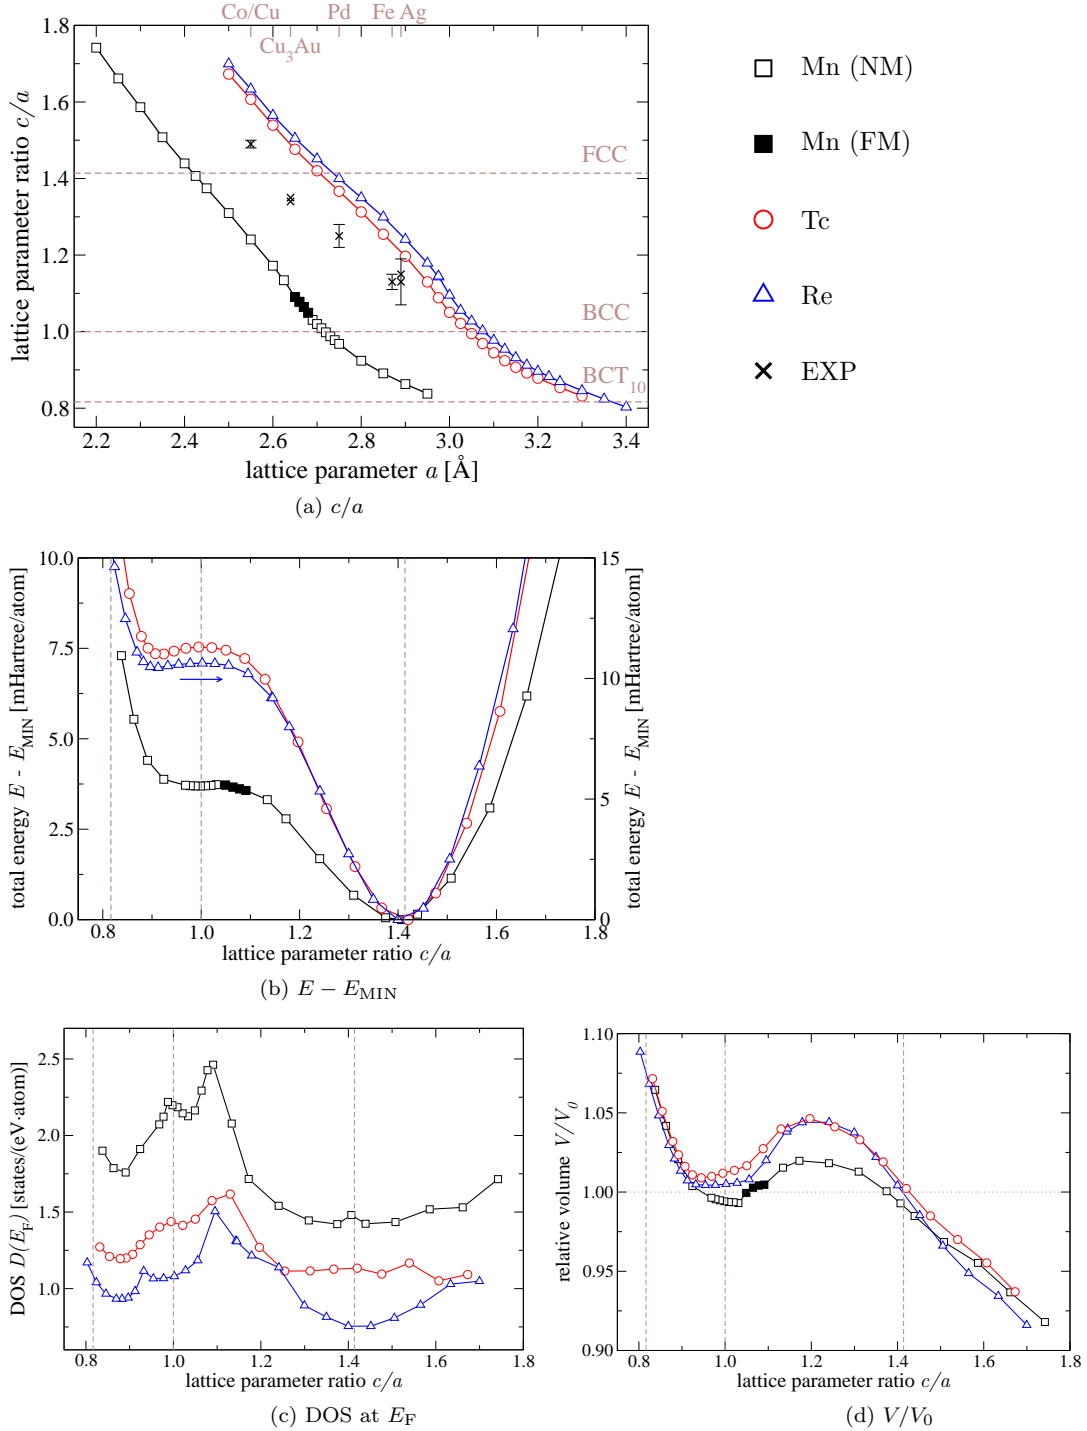 Co/Cu Pd Fe Ag
Cu3Au
1.8
1.6
1.4
1.2
1.0
0.8
lattice parameter ratio c/a
FCC
BCC
BCT10
2.2 2.4 2.6 2.8 3.0 3.2 3.4
lattice parameter a [Å]
(a) c/a
Mn (NM)
Mn (FM)
Tc
Re
EXP
10.0
7.5
5.0
2.5
0.0
total energy E - EMIN [mHartree/atom]
15
10
5
0
total energy E - EMIN [mHartree/atom]
0.8 1.0 1.2 1.4 1.6 1.8
lattice parameter ratio c/a
(b) E − EMIN
2.5
2.0
1.5
1.0
DOS D(EF) [states/(eV·atom)]
0.8 1.0 1.2 1.4 1.6 1.8
lattice parameter ratio c/a
(c) DOS at EF
1.10
1.05
1.00
0.95
0.90
relative volume V/V0
0.8 1.0 1.2 1.4 1.6 1.8
lattice parameter ratio c/a
(d) V/V0